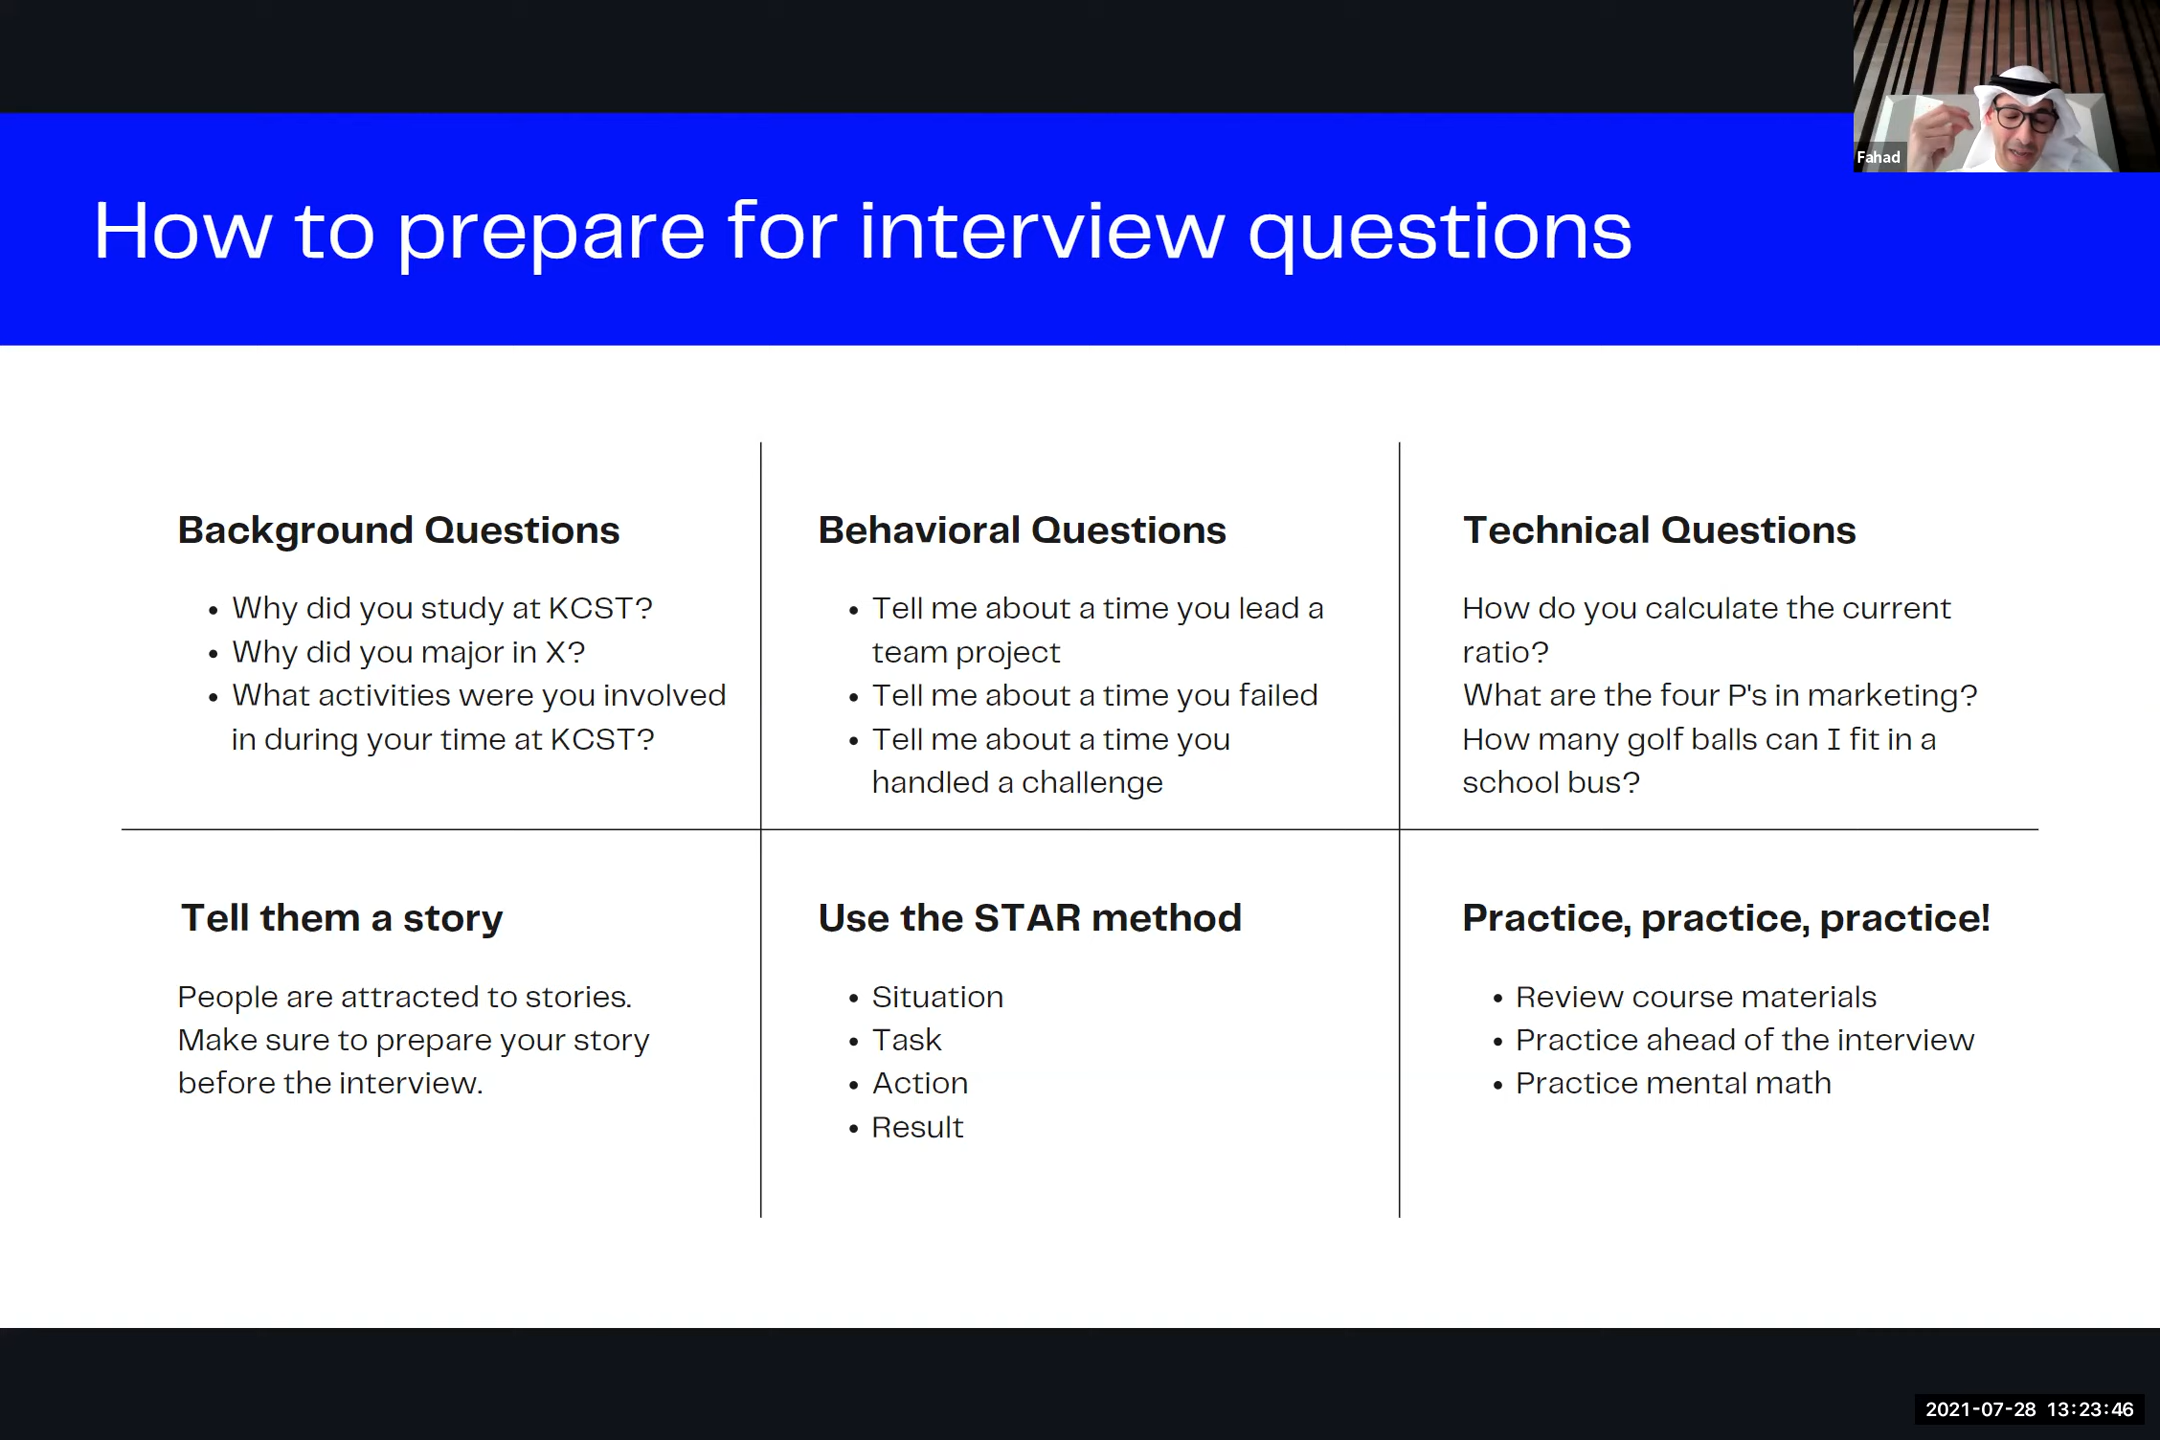 Fahad
How to prepare for interview questions
Background Questions
• Why did you study at KCST?
• Why did you major in X?
• What activities were you involved
in during your time at KCST?
Behavioral Questions
• Tell me about a time you lead a
team project
• Tell me about a time you failed
• Tell me about a time you
handled a challenge
Technical Questions
How do you calculate the current
ratio?
What are the four P's in marketing?
How many golf balls can I fit in a
school bus?
Tell them a story
People are attracted to stories.
Make sure to prepare your story
before the interview.
Use the STAR method
• Situation
• Task
• Action
• Result
Practice, practice, practice!
• Review course materials
• Practice ahead of the interview
• Practice mental math
2021-07-28 13:23:46